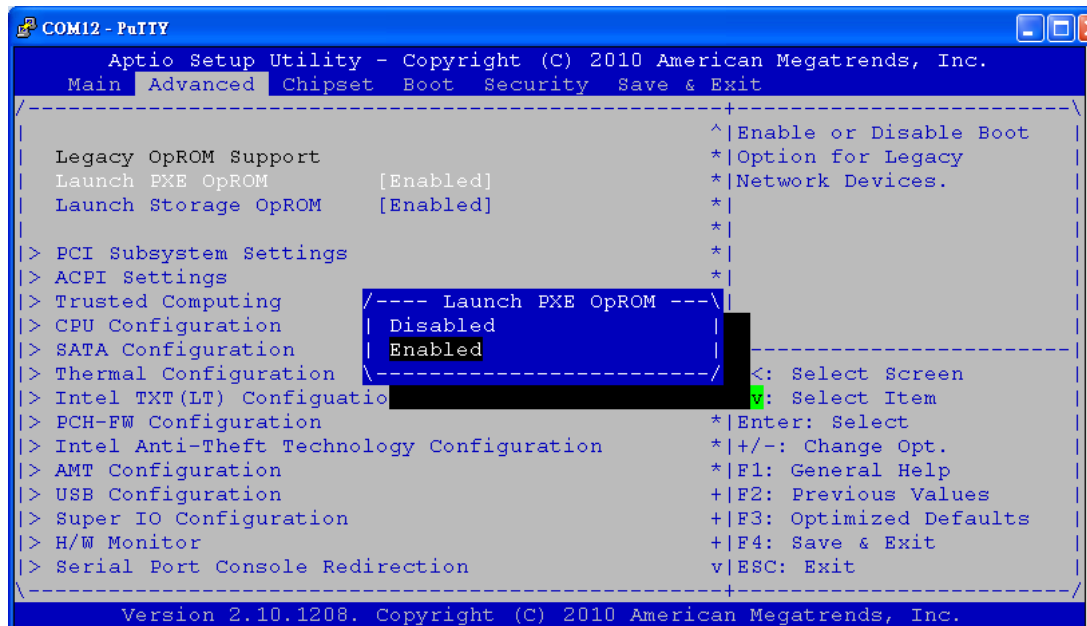 COM12 - PuTTY
Aptio Setup Utility - Copyright (C) 2010 American Megatrends, Inc.
Main Advanced Chipset Boot Security Save & Exit
/----------------------------------------------------+-------------------------\
| ^|Enable or Disable Boot |
| Legacy OpROM Support *|Option for Legacy |
| Launch PXE OpROM [Enabled] *|Network Devices. |
| Launch Storage OpROM [Enabled] *| |
| *| |
|> PCI Subsystem Settings *| |
|> ACPI Settings *| |
|> Trusted Computing /---- Launch PXE OpROM ---\| |
|> CPU Configuration | Disabled | |
|> SATA Configuration | Enabled | -------------------------|
|> Thermal Configuration \-------------------------/ <: Select Screen |
|> Intel TXT(LT) Configuatio v: Select Item |
|> PCH-FW Configuration *|Enter: Select |
|> Intel Anti-Theft Technology Configuration *|+/-: Change Opt. |
|> AMT Configuration *|F1: General Help |
|> USB Configuration +|F2: Previous Values |
|> Super IO Configuration +|F3: Optimized Defaults |
|> H/W Monitor +|F4: Save & Exit |
|> Serial Port Console Redirection v|ESC: Exit |
\----------------------------------------------------+-------------------------/
Version 2.10.1208. Copyright (C) 2010 American Megatrends, Inc.